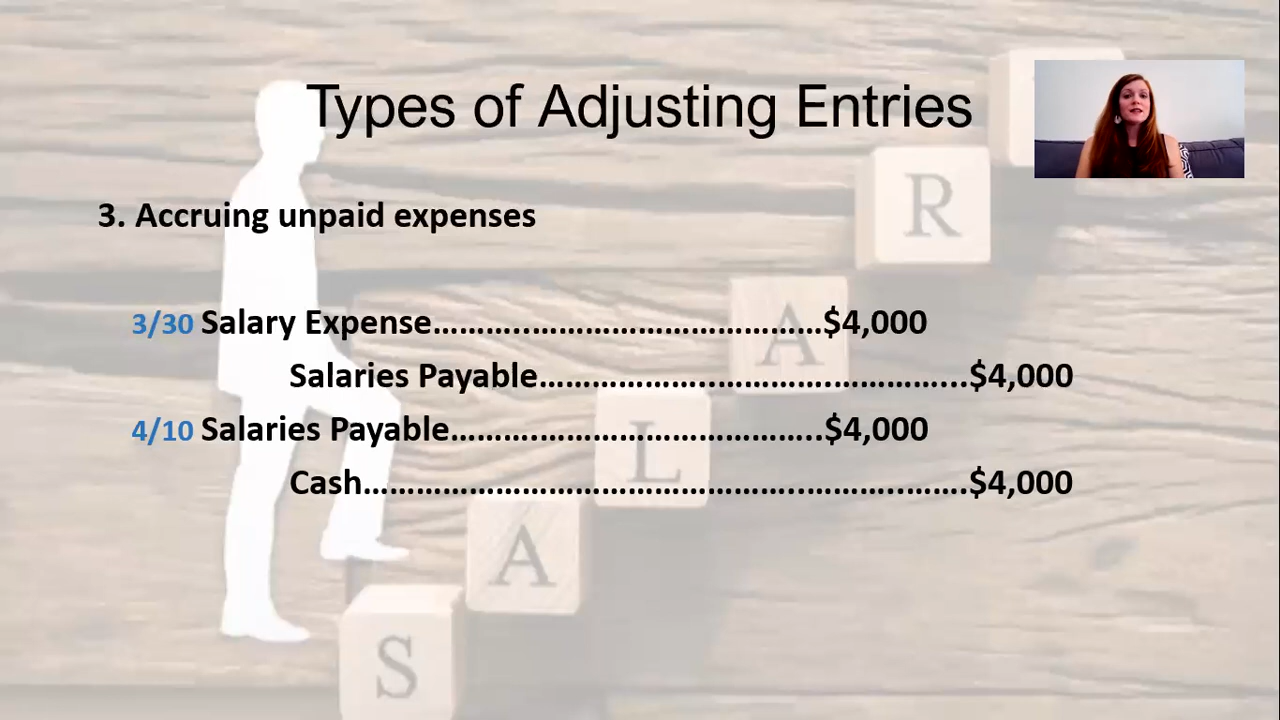 Types of Adjusting Entries
3. Accruing unpaid expenses
3/30 Salary Expense………..……………………………$4,000
Salaries Payable………………..…………………...$4,000
4/10 Salaries Payable……….………………………..$4,000
Cash……………………………………..………..…….$4,000
R
A
L
A
S